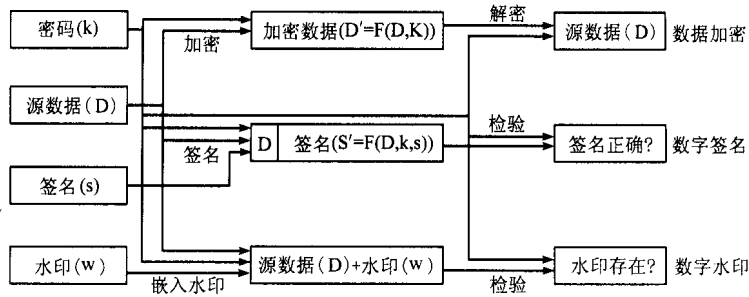 密码(k)
加密
加密数据(D′=F(D,K))
解密
源数据(D)
数据加密
源数据(D)
签名
D
签名(S′=F(D,k,s))
检验
签名正确?
数字签名
签名(s)
水印(w)
嵌入水印
源数据(D)+水印(w)
检验
水印存在?
数字水印